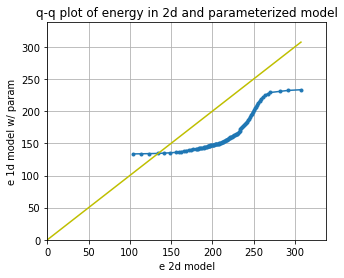 q-q plot of energy in 2d and parameterized model
e 1d model w/ param
300
250
200
150
100
50
0
0 50 100 150 200 250 300
e 2d model